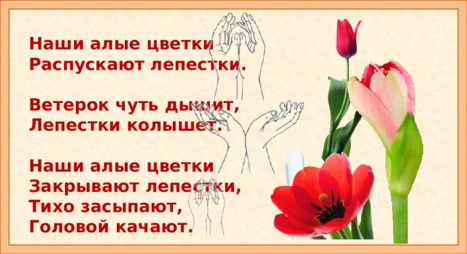 Наши алые цветки
Распускают лепестки.
Ветерок чуть дышит,
Лепестки колышет.
Наши алые цветки
Закрывают лепестки,
Тихо засыпают,
Головой качают.